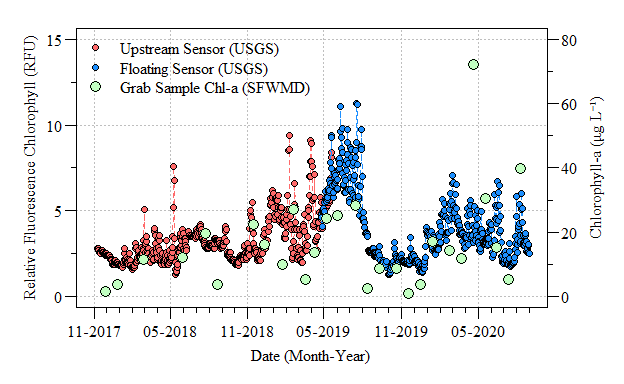 Upstream Sensor (USGS)
Floating Sensor (USGS)
Grab Sample Chl-a (SFWMD)
Relative Fluorescence Chlorophyll (RFU)
15
10
5
0
80
60
40
20
0
Chlorophyll-a (µg L⁻¹)
11-2017 05-2018 11-2018 05-2019 11-2019 05-2020
Date (Month-Year)